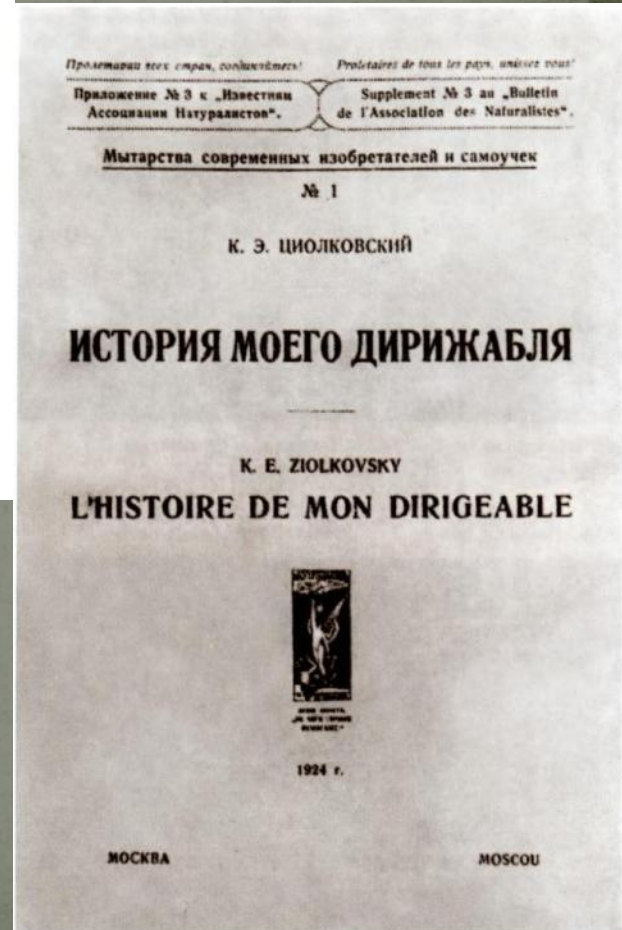 Пролетарии всех стран, соединяйтесь!
Prolétaires de tous les pays, unissez vous!
Приложение № 3 к „Известиям
Ассоциации Натуралистов“.
Supplement № 3 au „Bulletin
de l'Association des Naturalistes“.
Мытарства современных изобретателей и самоучек
№ 1
К. Э. ЦИОЛКОВСКИЙ
ИСТОРИЯ МОЕГО ДИРИЖАБЛЯ
K. E. ZIOLKOVSKY
L'HISTOIRE DE MON DIRIGEABLE
1924 г.
МОСКВА
MOSCOU